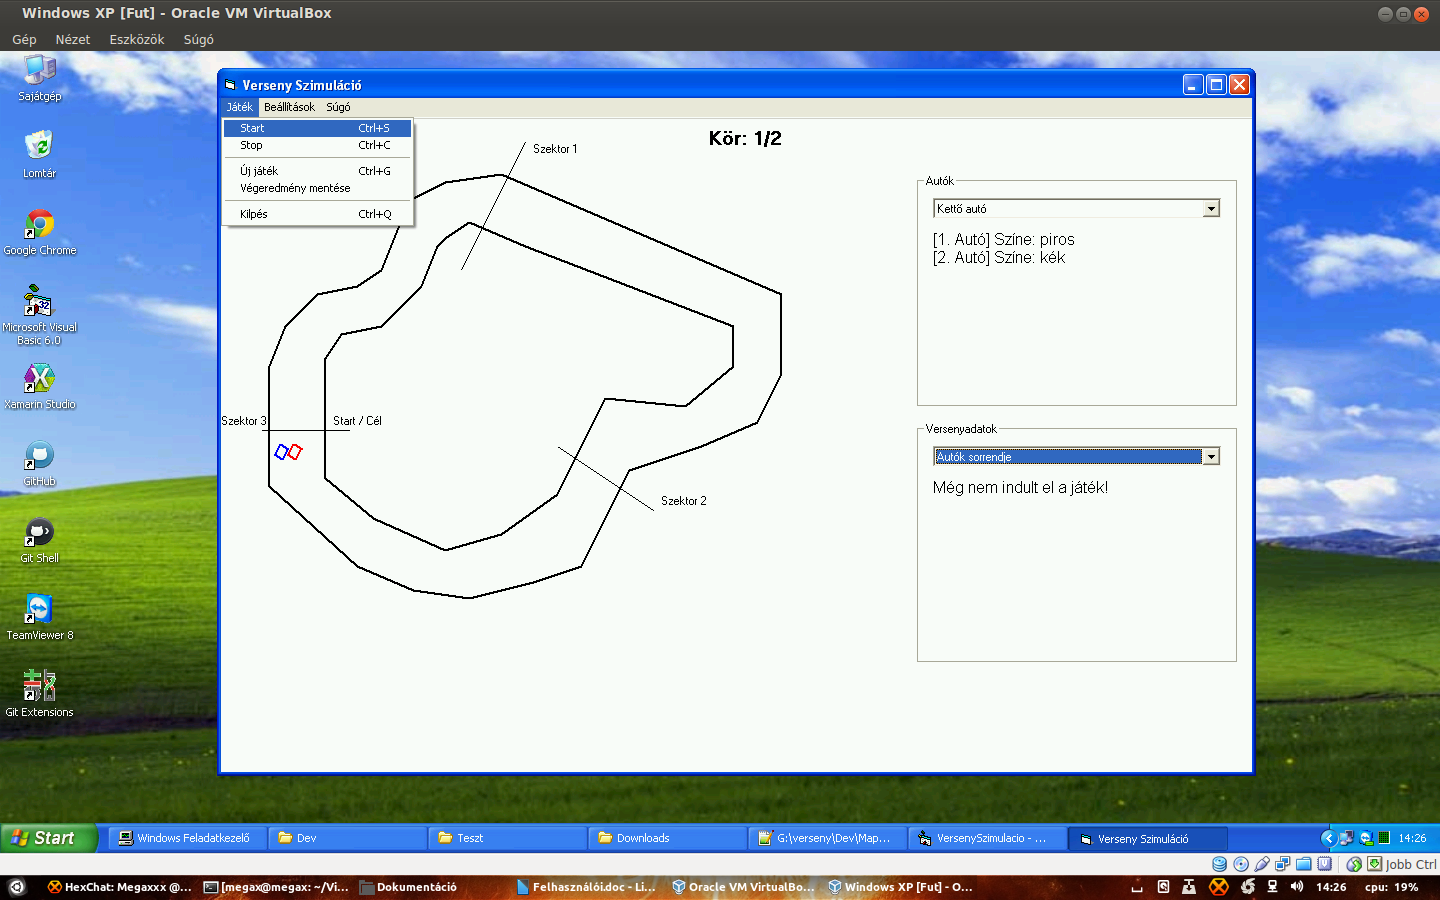 Windows XP [Fut] - Oracle VM VirtualBox
Gép Nézet Eszközök Súgó
Sajátgép
Lomtár
Google Chrome
Microsoft Visual
Basic 6.0
Xamarin Studio
GitHub
Git Shell
TeamViewer 8
Git Extensions
Verseny Szimuláció
Játék Beállítások Súgó
Start Ctrl+S
Stop Ctrl+C
Új játék Ctrl+G
Végeredmény mentése
Kilpés Ctrl+Q
Kör: 1/2
Szektor 1
Szektor 3
Start / Cél
Szektor 2
Autók
Kettő autó
[1. Autó] Színe: piros
[2. Autó] Színe: kék
Versenyadatok
Autók sorrendje
Még nem indult el a játék!
Start Windows Feladatkezelő Dev Teszt Downloads G:\verseny\Dev\Map... VersenySzimulacio - ... Verseny Szimuláció 14:26
Jobb Ctrl
HexChat: Megaxxx @... [megax@megax: ~/Vi... Dokumentáció Felhasználói.doc - Li... Oracle VM VirtualBo... Windows XP [Fut] - O... 14:26 cpu: 19%